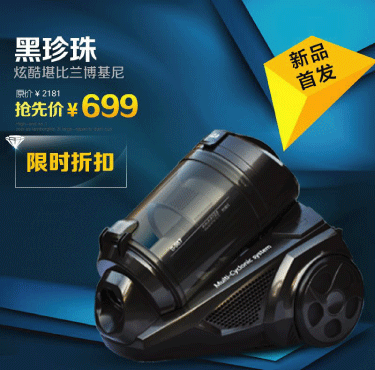 黑珍珠
炫酷堪比兰博基尼
原价￥2181
抢先价￥699
限时折扣
新品
首发
Multi-Cyclonic system